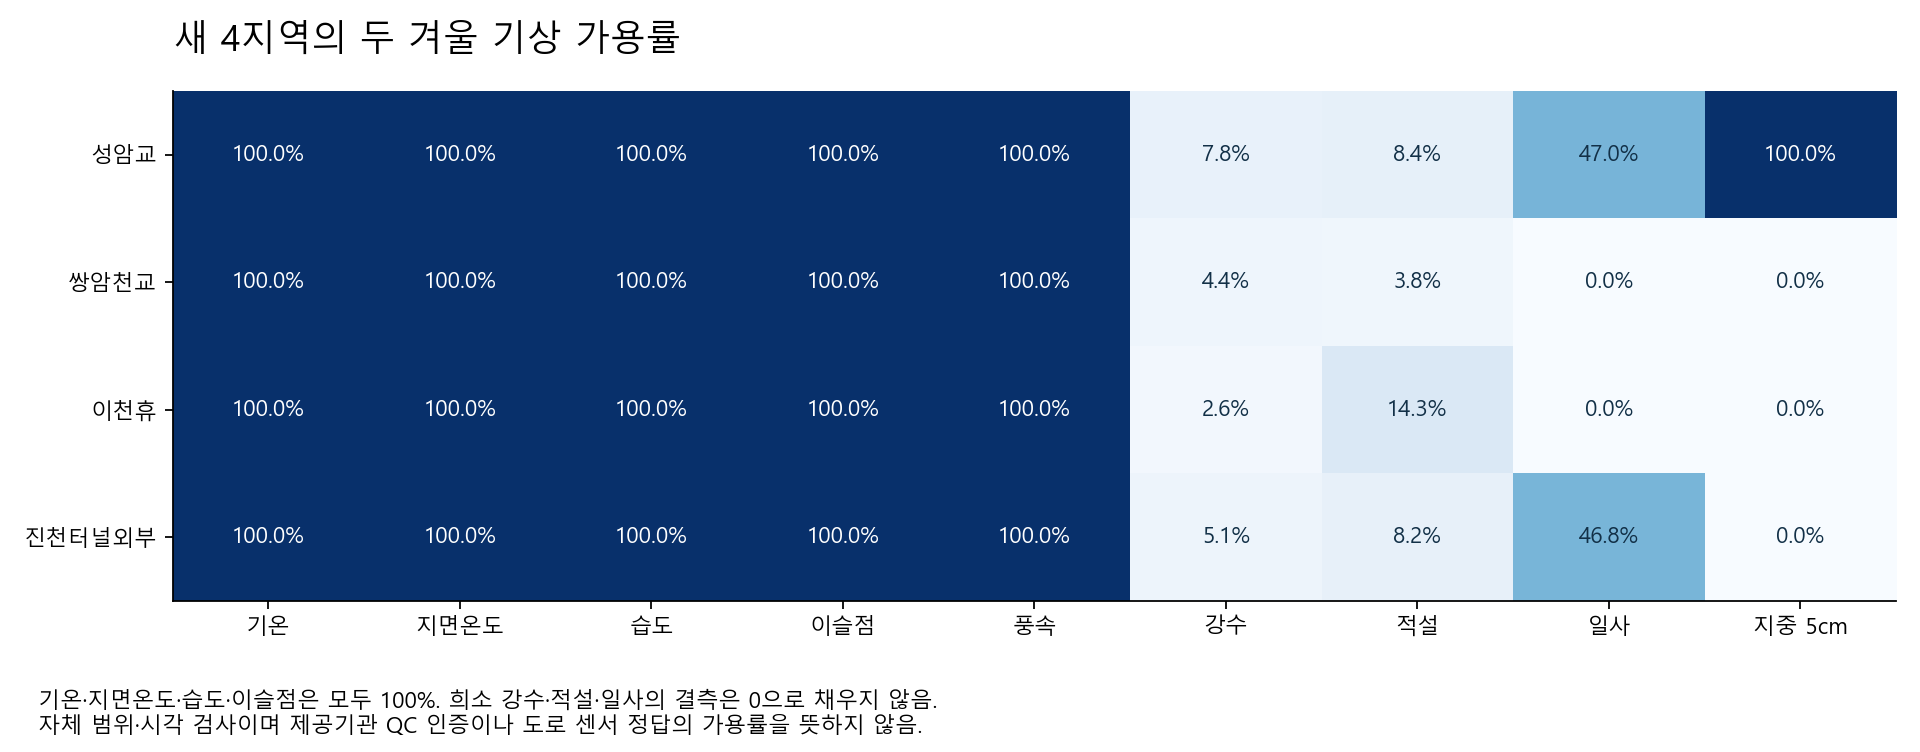 새 4지역의 두 겨울 기상 가용률
성암교 100.0% 100.0% 100.0% 100.0% 100.0% 7.8% 8.4% 47.0% 100.0%
쌍암천교 100.0% 100.0% 100.0% 100.0% 100.0% 4.4% 3.8% 0.0% 0.0%
이천휴 100.0% 100.0% 100.0% 100.0% 100.0% 2.6% 14.3% 0.0% 0.0%
진천터널외부 100.0% 100.0% 100.0% 100.0% 100.0% 5.1% 8.2% 46.8% 0.0%
기온 지면온도 습도 이슬점 풍속 강수 적설 일사 지중 5cm
기온·지면온도·습도·이슬점은 모두 100%. 희소 강수·적설·일사의 결측은 0으로 채우지 않음.
자체 범위·시각 검사이며 제공기관 QC 인증이나 도로 센서 정답의 가용률을 뜻하지 않음.